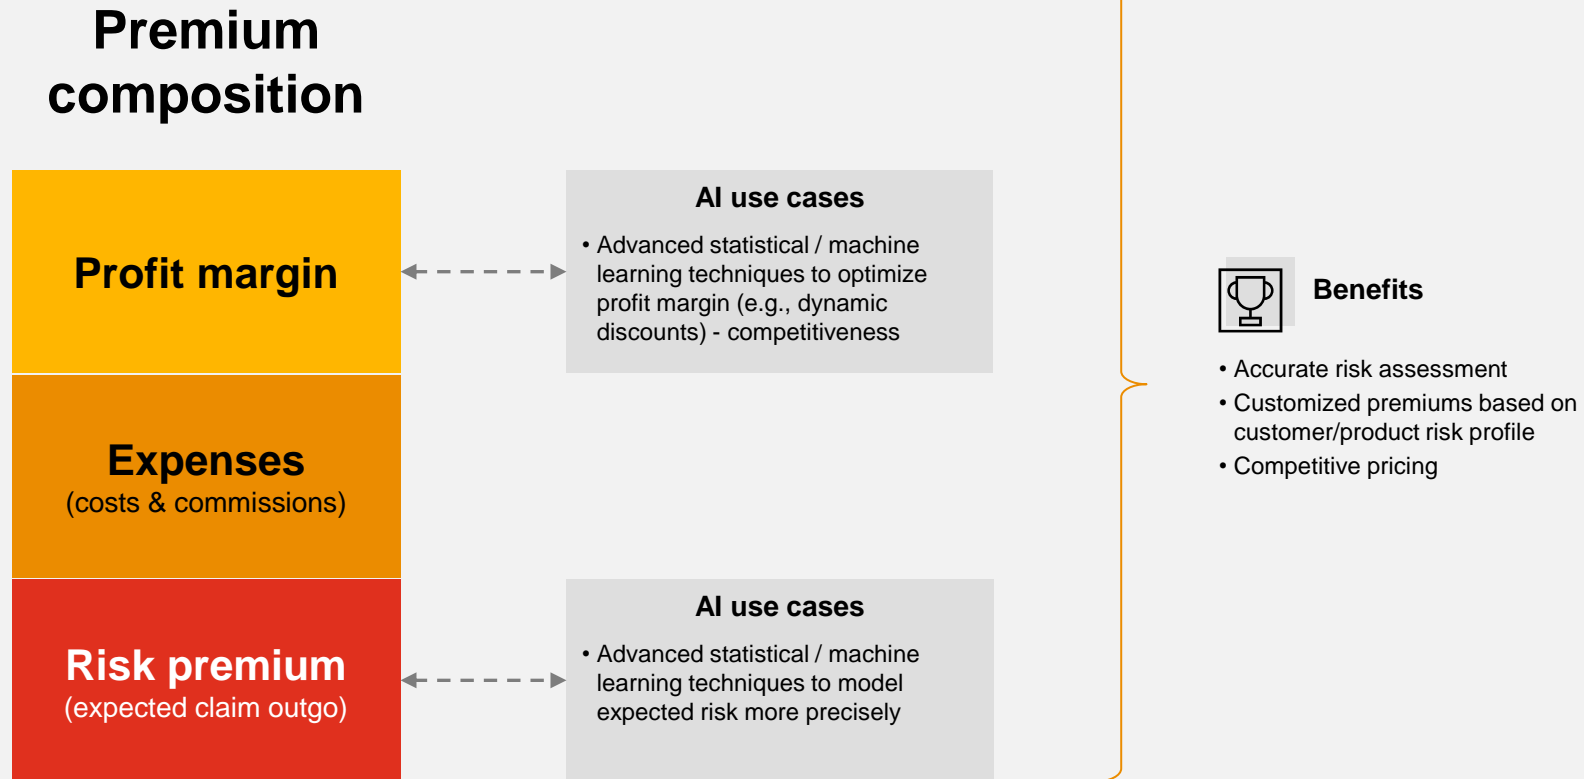 Premium
composition
Profit margin
AI use cases
• Advanced statistical / machine
learning techniques to optimize
profit margin (e.g., dynamic
discounts) - competitiveness
Expenses
(costs & commissions)
Risk premium
(expected claim outgo)
AI use cases
• Advanced statistical / machine
learning techniques to model
expected risk more precisely
Benefits
• Accurate risk assessment
• Customized premiums based on
customer/product risk profile
• Competitive pricing